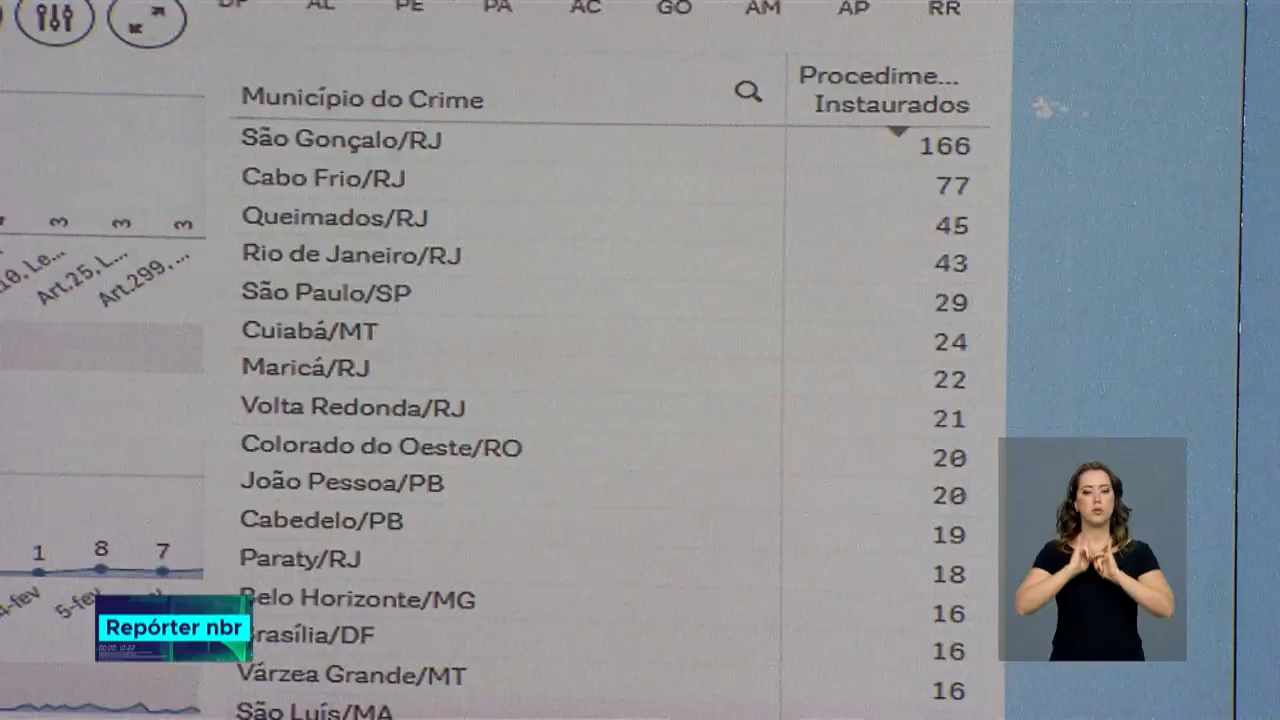 AL PE PA AC GO AM AP RR
Município do Crime
Procedime...
Instaurados
São Gonçalo/RJ 166
Cabo Frio/RJ 77
Queimados/RJ 45
Rio de Janeiro/RJ 43
São Paulo/SP 29
Cuiabá/MT 24
Maricá/RJ 22
Volta Redonda/RJ 21
Colorado do Oeste/RO 20
João Pessoa/PB 20
Cabedelo/PB 19
Paraty/RJ 18
Belo Horizonte/MG 16
Brasília/DF 16
Várzea Grande/MT 16
São Luís/MA
3 3 3
10, Le...
Art.25, L...
Art.299, ...
1 8 7
4-fev
5-fev
Repórter nbr